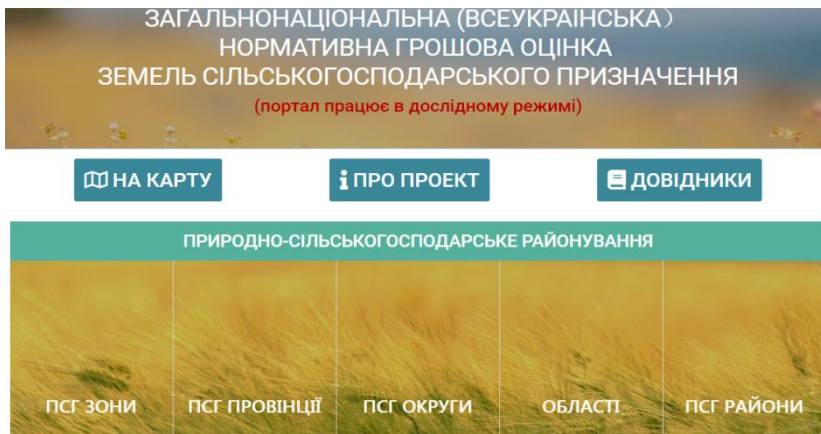 ЗАГАЛЬНОНАЦІОНАЛЬНА (ВСЕУКРАЇНСЬКА)
НОРМАТИВНА ГРОШОВА ОЦІНКА
ЗЕМЕЛЬ СІЛЬСЬКОГОСПОДАРСЬКОГО ПРИЗНАЧЕННЯ
(портал працює в дослідному режимі)
НА КАРТУ ПРО ПРОЕКТ ДОВІДНИКИ
ПРИРОДНО-СІЛЬСЬКОГОСПОДАРСЬКЕ РАЙОНУВАННЯ
ПСГ ЗОНИ ПСГ ПРОВІНЦІЇ ПСГ ОКРУГИ ОБЛАСТІ ПСГ РАЙОНИ